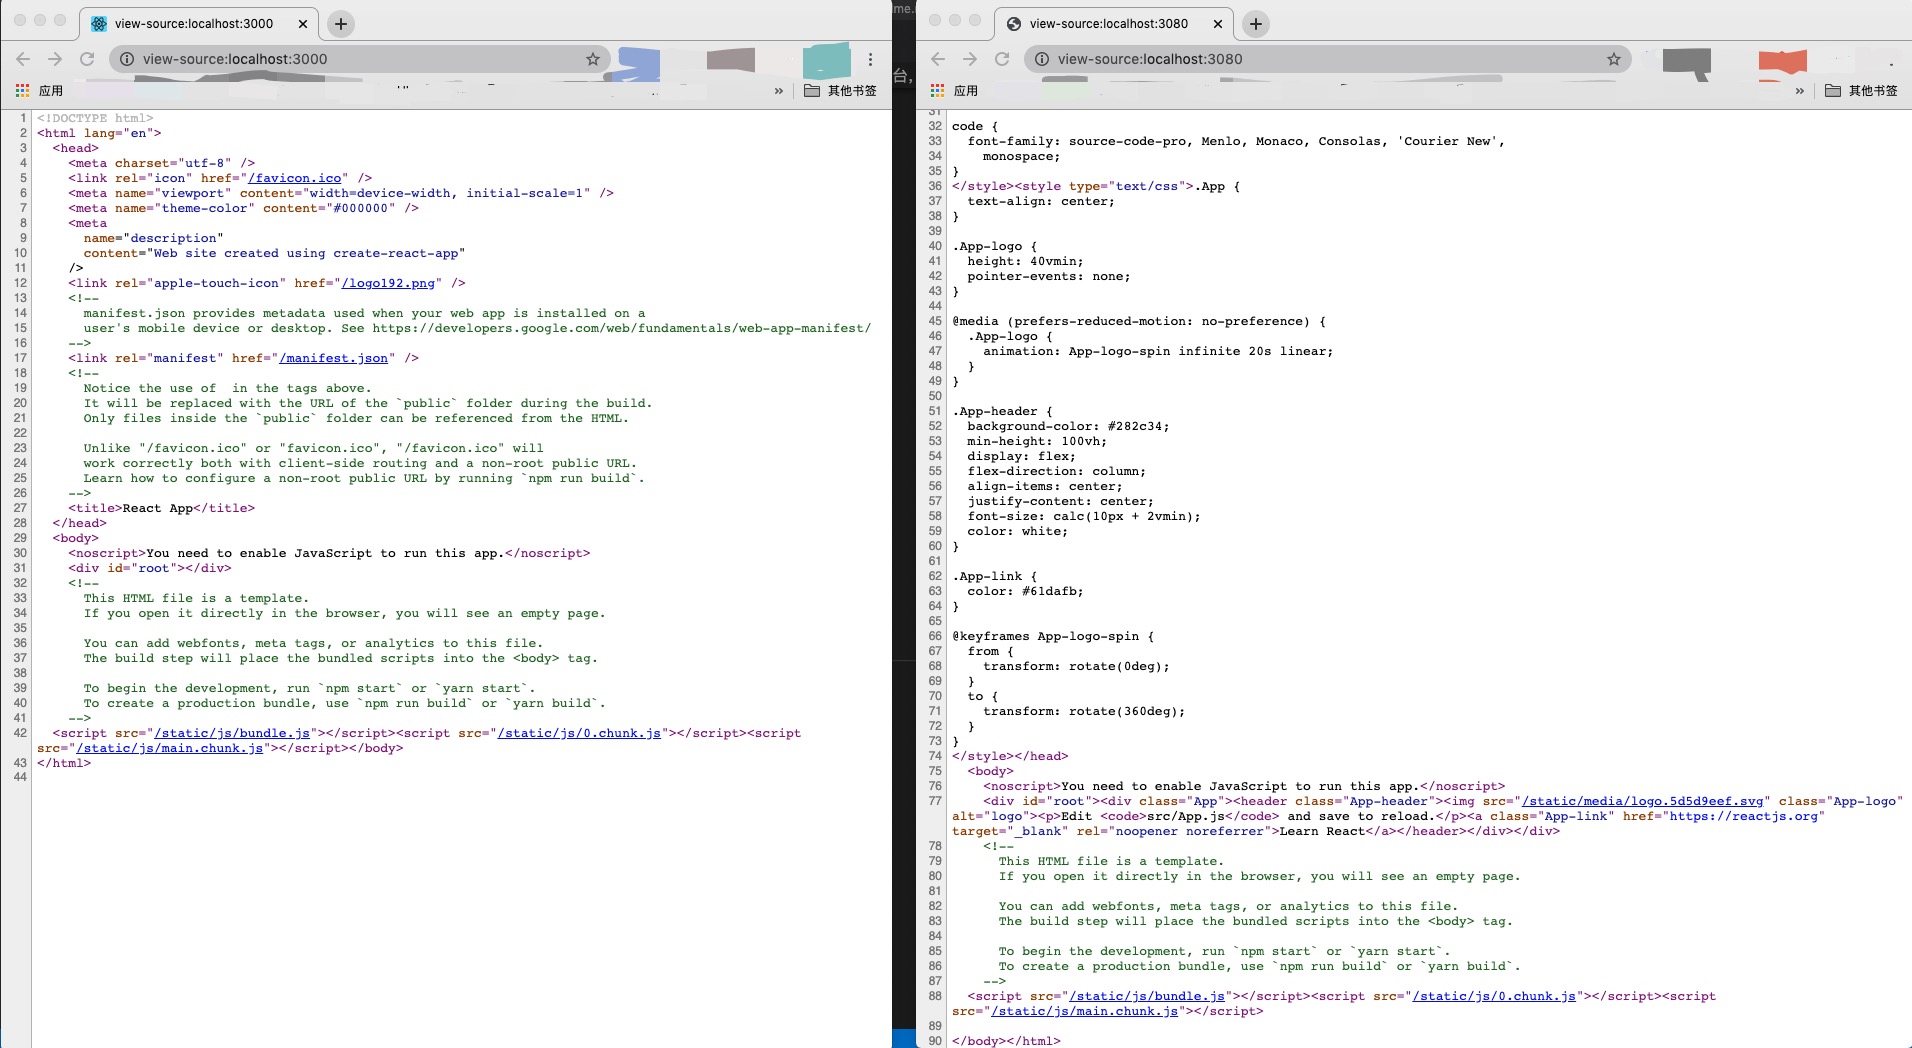 view-source:localhost:3000
view-source:localhost:3000
应用
»
其他书签
1 <!DOCTYPE html>
2 <html lang="en">
3 <head>
4 <meta charset="utf-8" />
5 <link rel="icon" href="/favicon.ico" />
6 <meta name="viewport" content="width=device-width, initial-scale=1" />
7 <meta name="theme-color" content="#000000" />
8 <meta
9 name="description"
10 content="Web site created using create-react-app"
11 />
12 <link rel="apple-touch-icon" href="/logo192.png" />
13 <!--
14 manifest.json provides metadata used when your web app is installed on a
15 user's mobile device or desktop. See https://developers.google.com/web/fundamentals/web-app-manifest/
16 -->
17 <link rel="manifest" href="/manifest.json" />
18 <!--
19 Notice the use of  in the tags above.
20 It will be replaced with the URL of the `public` folder during the build.
21 Only files inside the `public` folder can be referenced from the HTML.
22
23 Unlike "/favicon.ico" or "favicon.ico", "/favicon.ico" will
24 work correctly both with client-side routing and a non-root public URL.
25 Learn how to configure a non-root public URL by running `npm run build`.
26 -->
27 <title>React App</title>
28 </head>
29 <body>
30 <noscript>You need to enable JavaScript to run this app.</noscript>
31 <div id="root"></div>
32 <!--
33 This HTML file is a template.
34 If you open it directly in the browser, you will see an empty page.
35
36 You can add webfonts, meta tags, or analytics to this file.
37 The build step will place the bundled scripts into the <body> tag.
38
39 To begin the development, run `npm start` or `yarn start`.
40 To create a production bundle, use `npm run build` or `yarn build`.
41 -->
42 <script src="/static/js/bundle.js"></script><script src="/static/js/0.chunk.js"></script><script
src="/static/js/main.chunk.js"></script></body>
43 </html>
44
me.
台,
view-source:localhost:3080
view-source:localhost:3080
应用
»
其他书签
31
32 code {
33 font-family: source-code-pro, Menlo, Monaco, Consolas, 'Courier New',
34 monospace;
35 }
36 </style><style type="text/css">.App {
37 text-align: center;
38 }
39
40 .App-logo {
41 height: 40vmin;
42 pointer-events: none;
43 }
44
45 @media (prefers-reduced-motion: no-preference) {
46 .App-logo {
47 animation: App-logo-spin infinite 20s linear;
48 }
49 }
50
51 .App-header {
52 background-color: #282c34;
53 min-height: 100vh;
54 display: flex;
55 flex-direction: column;
56 align-items: center;
57 justify-content: center;
58 font-size: calc(10px + 2vmin);
59 color: white;
60 }
61
62 .App-link {
63 color: #61dafb;
64 }
65
66 @keyframes App-logo-spin {
67 from {
68 transform: rotate(0deg);
69 }
70 to {
71 transform: rotate(360deg);
72 }
73 }
74 </style></head>
75 <body>
76 <noscript>You need to enable JavaScript to run this app.</noscript>
77 <div id="root"><div class="App"><header class="App-header"><img src="/static/media/logo.5d5d9eef.svg" class="App-logo"
alt="logo"><p>Edit <code>src/App.js</code> and save to reload.</p><a class="App-link" href="https://reactjs.org"
target="_blank" rel="noopener noreferrer">Learn React</a></header></div></div>
78 <!--
79 This HTML file is a template.
80 If you open it directly in the browser, you will see an empty page.
81
82 You can add webfonts, meta tags, or analytics to this file.
83 The build step will place the bundled scripts into the <body> tag.
84
85 To begin the development, run `npm start` or `yarn start`.
86 To create a production bundle, use `npm run build` or `yarn build`.
87 -->
88 <script src="/static/js/bundle.js"></script><script src="/static/js/0.chunk.js"></script><script
src="/static/js/main.chunk.js"></script>
89
90 </body></html>